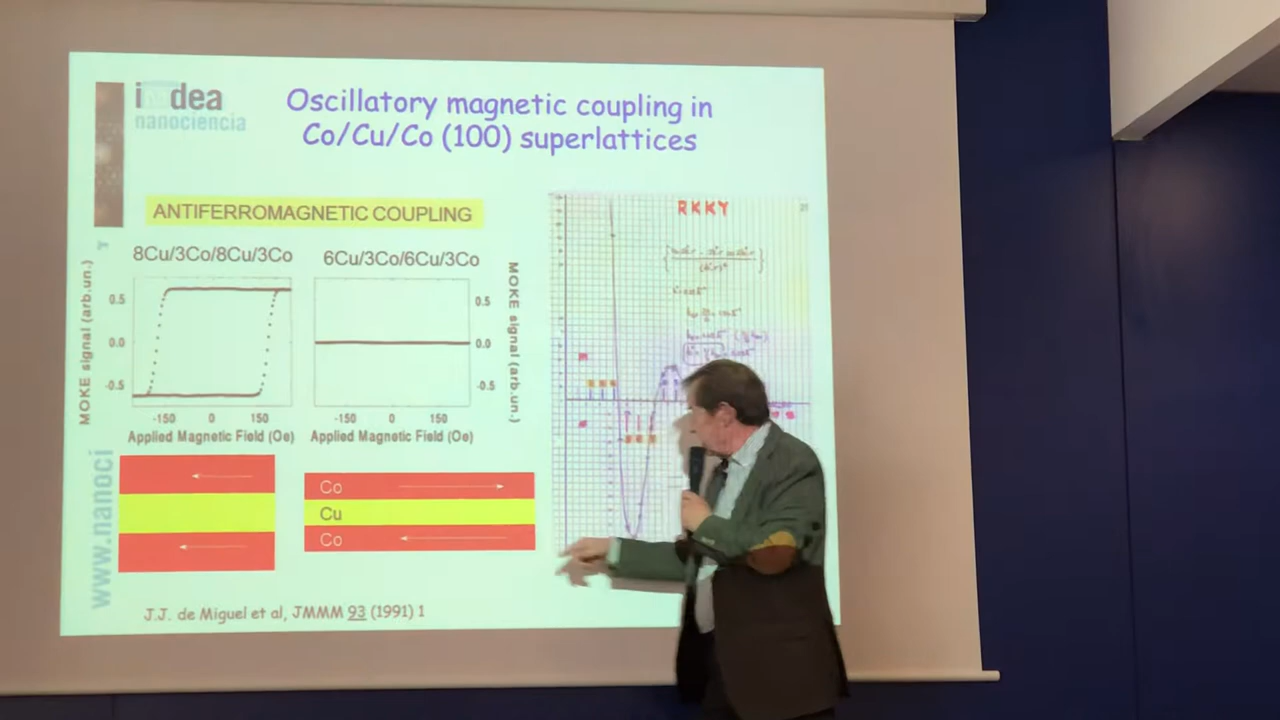 i dea
nanociencia
Oscillatory magnetic coupling in
Co/Cu/Co (100) superlattices
ANTIFERROMAGNETIC COUPLING
8Cu/3Co/8Cu/3Co
6Cu/3Co/6Cu/3Co
MOKE signal (arb.un.)
0.5
0.0
-0.5
-150 0 150
Applied Magnetic Field (Oe)
0.5
0.0
-0.5
-150 0 150
Applied Magnetic Field (Oe)
MOKE signal (arb.un.)
RKKY
Co
Cu
Co
www.nanoci
J.J. de Miguel et al, JMMM 93 (1991) 1